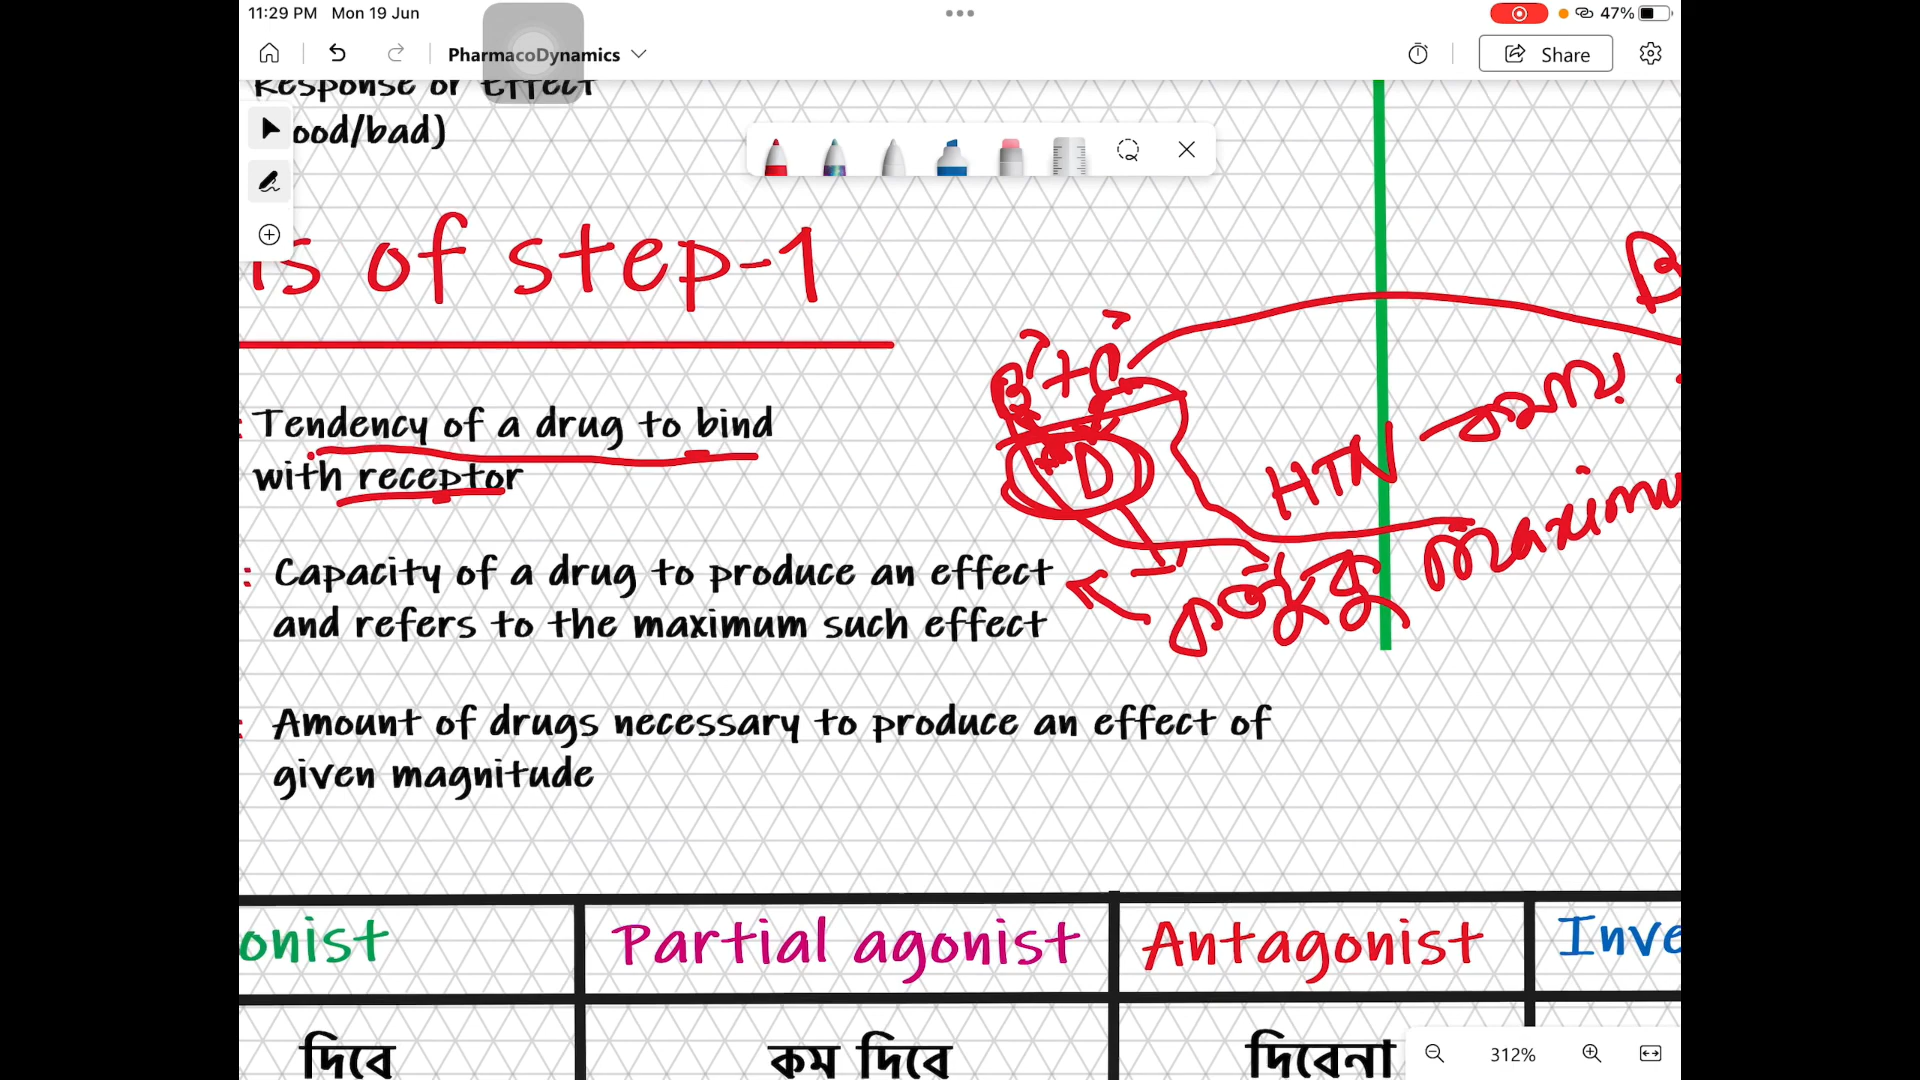 11:29 PM Mon 19 Jun
47%
PharmacoDynamics
Share
Response or Effect
ood/bad)
is of step-1
B + A
D
HTN
: Tendency of a drug to bind
with receptor
: Capacity of a drug to produce an effect
and refers to the maximum such effect
: Amount of drugs necessary to produce an effect of
given magnitude
onist Partial agonist Antagonist Inve
দিবে কম দিবে দিবেনা
312%